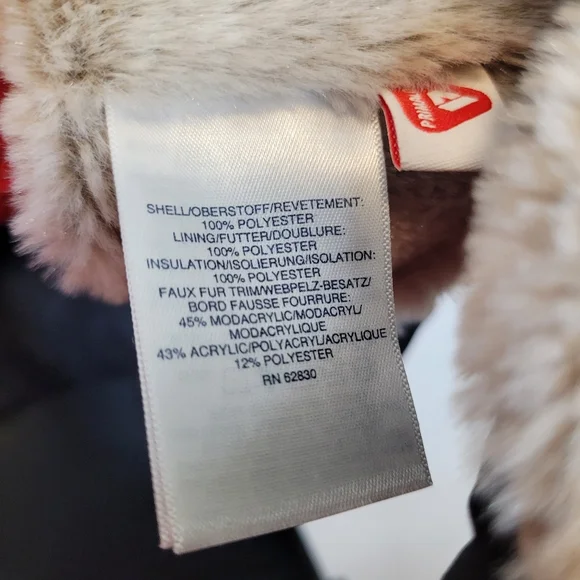 SHELL/OBERSTOFF/REVETEMENT:
100% POLYESTER
LINING/FUTTER/DOUBLURE:
100% POLYESTER
INSULATION/ISOLIERUNG/ISOLATION:
100% POLYESTER
FAUX FUR TRIM/WEBPELZ-BESATZ/
BORD FAUSSE FOURRURE:
45% MODACRYLIC/MODACRYL/
MODACRYLIQUE
43% ACRYLIC/POLYACRYL/ACRYLIQUE
12% POLYESTER
RN 62830